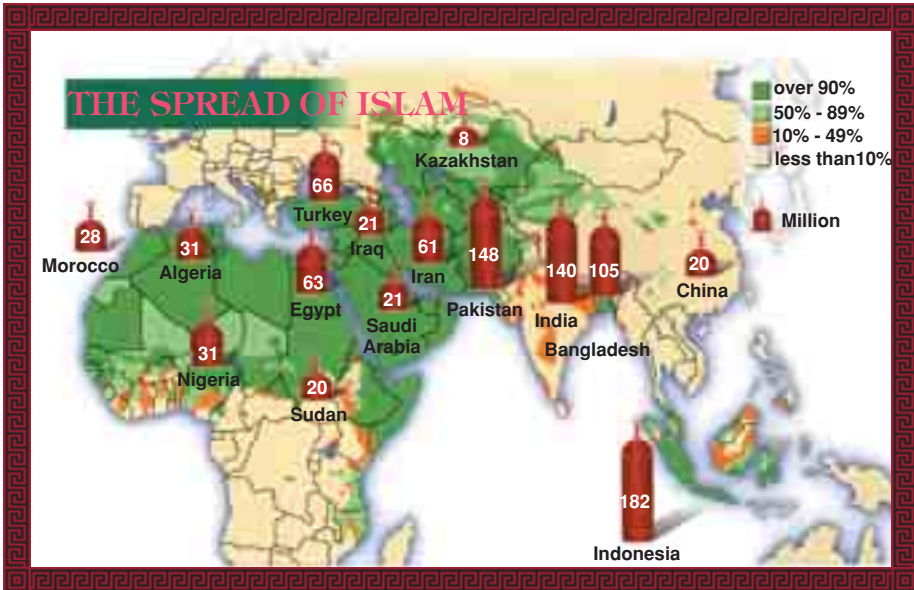 THE SPREAD OF ISLAM
over 90%
50% - 89%
10% - 49%
less than10%
Million
8
Kazakhstan
66
Turkey
21
Iraq
61
Iran
148
Pakistan
140
India
105
Bangladesh
20
China
28
Morocco
31
Algeria
63
Egypt
21
Saudi
Arabia
31
Nigeria
20
Sudan
182
Indonesia